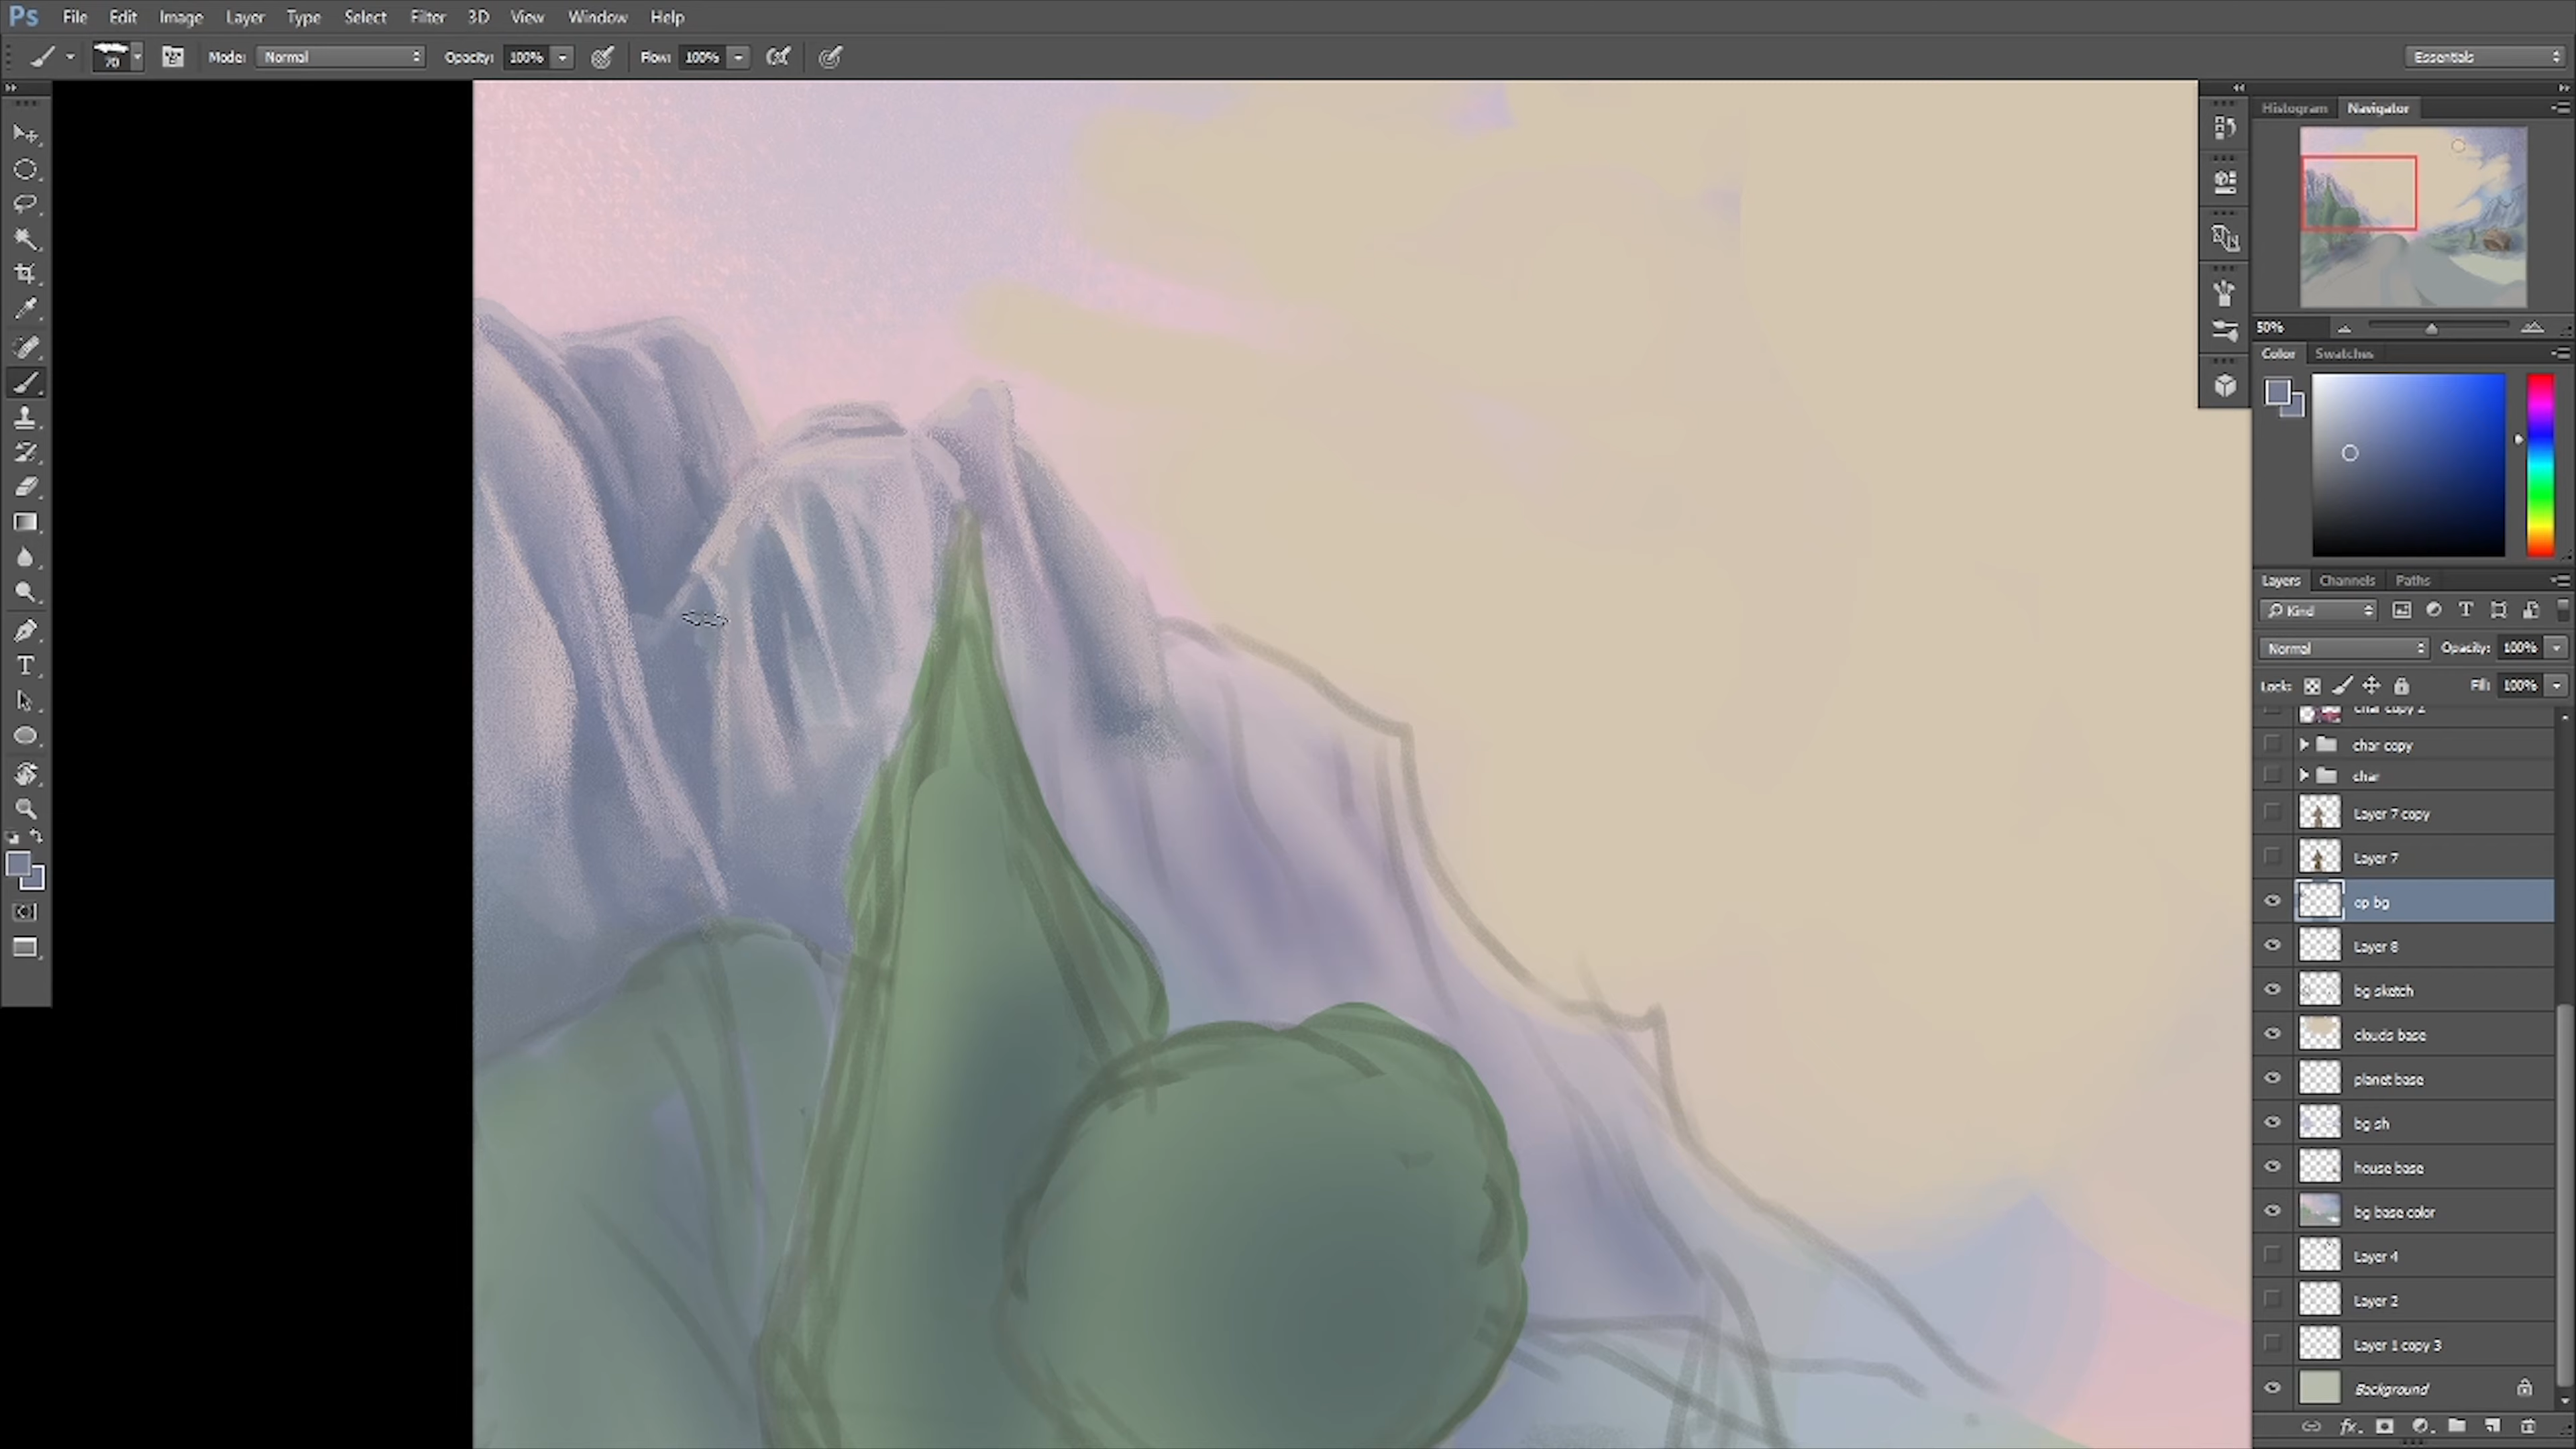 Ps File Edit Image Layer Type Select Filter 3D View Window Help
70 Mode: Normal Opacity: 100% Flow: 100% Essentials
Histogram Navigator
50%
Color Swatches
Layers Channels Paths
Kind
Normal Opacity: 100%
Lock: Fill: 100%
char copy 2
char copy
char
Layer 7 copy
Layer 7
op bg
Layer 8
bg sketch
clouds base
planet base
bg sh
house base
bg base color
Layer 4
Layer 2
Layer 1 copy 3
Background
fx